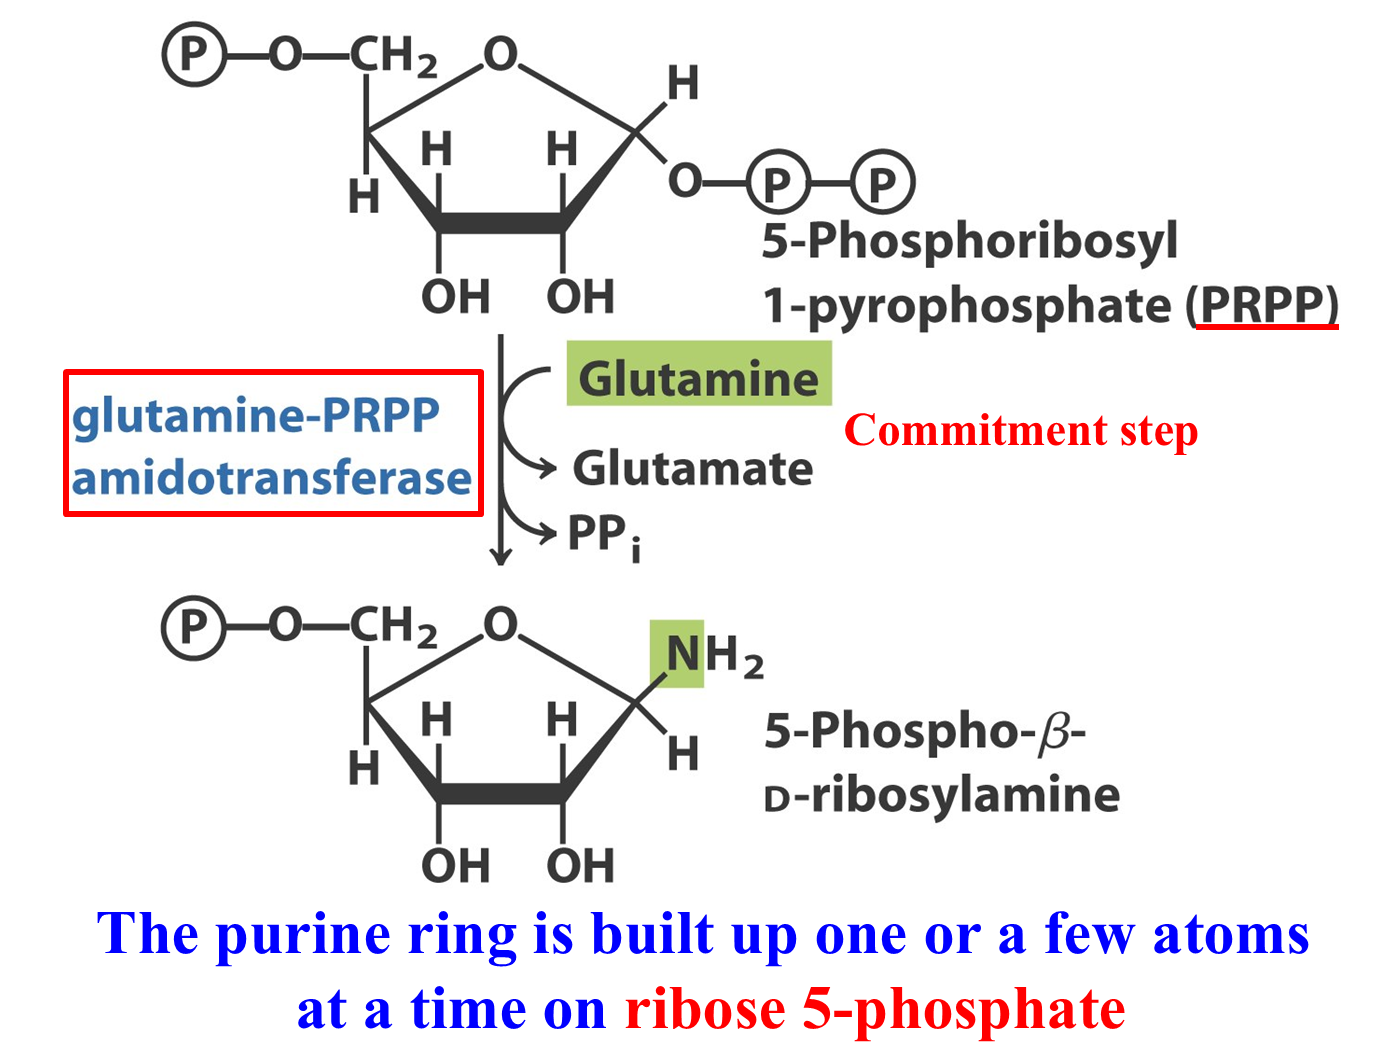 P—O—CH₂ O
H
H H
H
O—P—P
OH OH
5-Phosphoribosyl
1-pyrophosphate (PRPP)
glutamine-PRPP
amidotransferase
Glutamine
Commitment step
Glutamate
PPᵢ
P—O—CH₂ O
NH₂
H H
H
H
OH OH
5-Phospho-β-
D-ribosylamine
The purine ring is built up one or a few atoms
at a time on ribose 5-phosphate